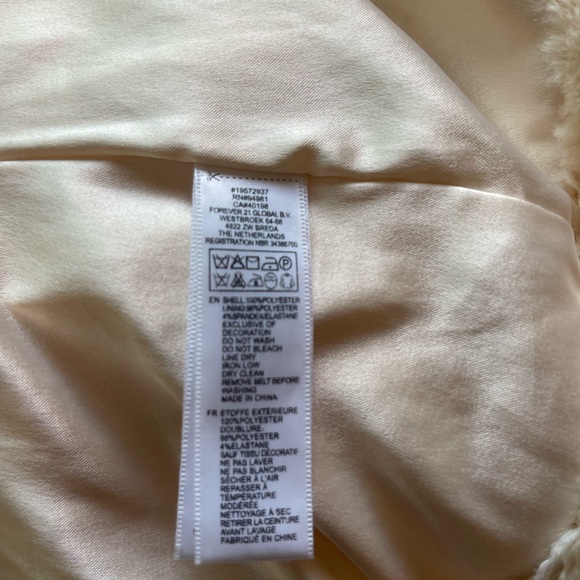 #19572937
RN#94961
CA#40198
FOREVER 21 GLOBAL B.V.
WESTBROEK 64-66
4822 ZW BREDA
THE NETHERLANDS
REGISTRATION NBR 34386700
EN SHELL:100%POLYESTER
LINING:96%POLYESTER
4%SPANDEX/ELASTANE
EXCLUSIVE OF
DECORATION
DO NOT WASH
DO NOT BLEACH
LINE DRY
IRON LOW
DRY CLEAN
REMOVE BELT BEFORE
WASHING
MADE IN CHINA
FR ETOFFE EXTÉRIEURE
100%POLYESTER
DOUBLURE:
96%POLYESTER
4%ELASTANE
SAUF TISSU DÉCORATIF
NE PAS LAVER
NE PAS BLANCHIR
SÉCHER À L'AIR
REPASSER À
TEMPÉRATURE
MODÉRÉE
NETTOYAGE À SEC
RETIRER LA CEINTURE
AVANT LAVAGE
FABRIQUÉ EN CHINE